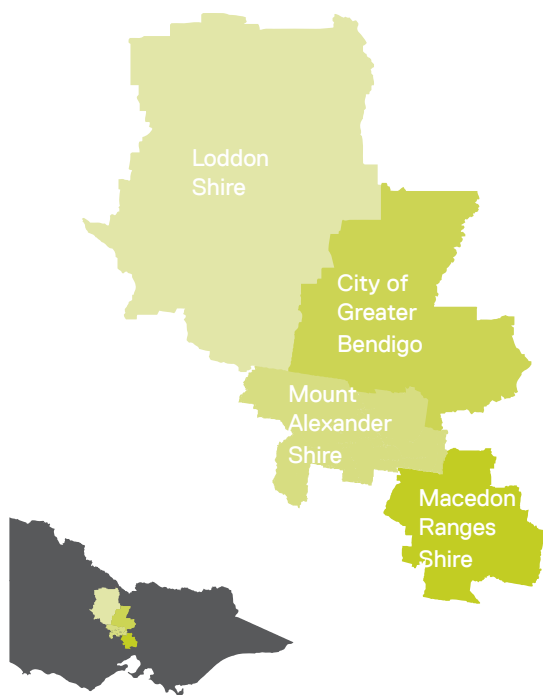 Loddon
Shire
City of
Greater
Bendigo
Mount
Alexander
Shire
Macedon
Ranges
Shire